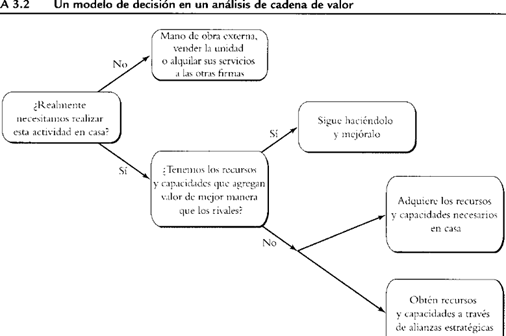 A 3.2 Un modelo de decisión en un análisis de cadena de valor
Mano de obra externa,
vender la unidad
o alquilar sus servicios
a las otras firmas
No
¿Realmente
necesitamos realizar
esta actividad en casa?
Sí
¿Tenemos los recursos
y capacidades que agregan
valor de mejor manera
que los rivales?
Sí
Sigue haciéndolo
y mejóralo
No
Adquiere los recursos
y capacidades necesarios
en casa
Obtén recursos
y capacidades a través
de alianzas estratégicas